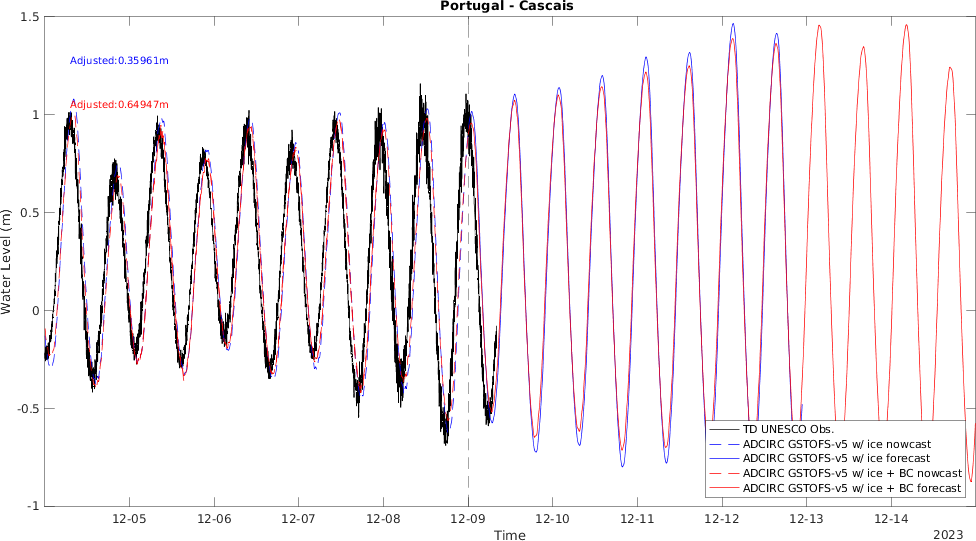 Portugal - Cascais
1.5
1
0.5
0
-0.5
-1
Water Level (m)
Adjusted:0.35961m
Adjusted:0.64947m
TD UNESCO Obs.
ADCIRC GSTOFS-v5 w/ ice nowcast
ADCIRC GSTOFS-v5 w/ ice forecast
ADCIRC GSTOFS-v5 w/ ice + BC nowcast
ADCIRC GSTOFS-v5 w/ ice + BC forecast
12-05 12-06 12-07 12-08 12-09 12-10 12-11 12-12 12-13 12-14
Time
2023